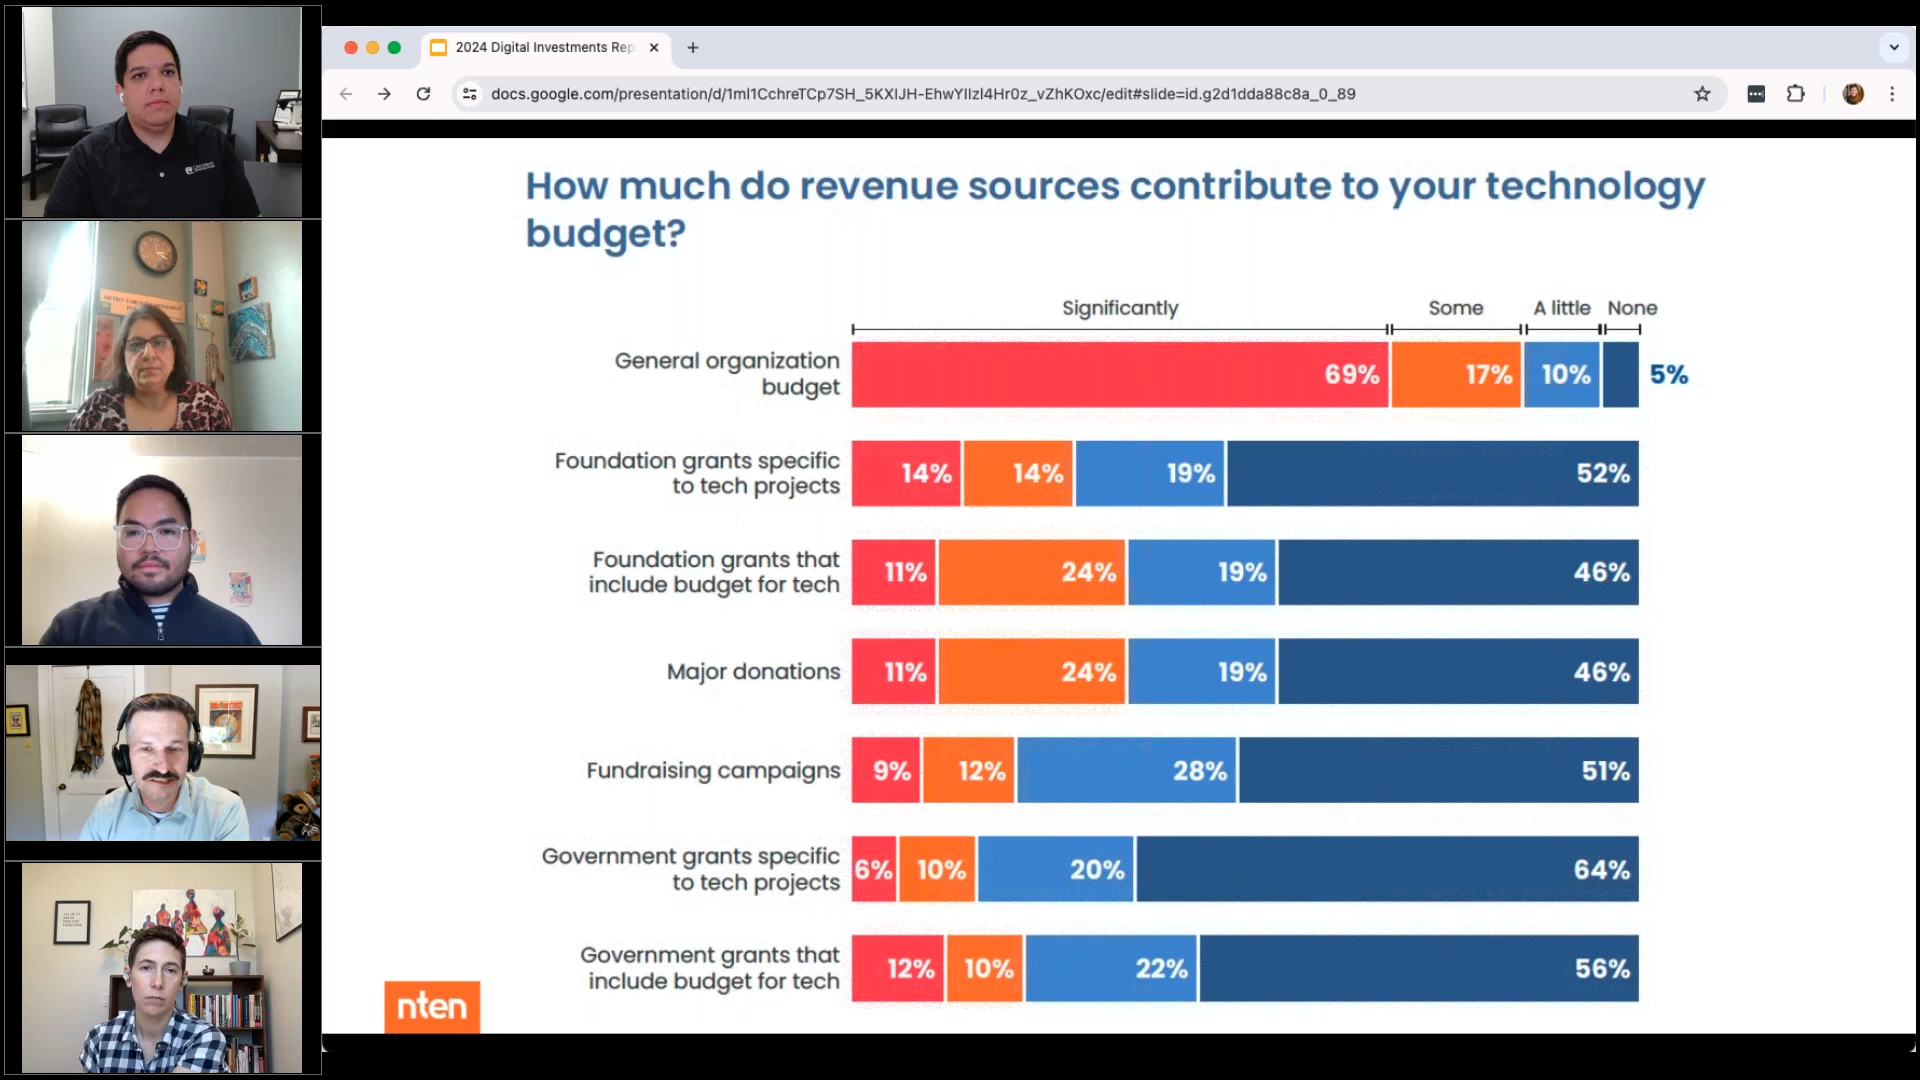 2024 Digital Investments Rep
docs.google.com/presentation/d/1ml1CchreTCp7SH_5KXIJH-EhwYIIzI4Hr0z_vZhKOxc/edit#slide=id.g2d1dda88c8a_0_89
How much do revenue sources contribute to your technology
budget?
Significantly Some A little None
General organization
budget
69% 17% 10% 5%
Foundation grants specific
to tech projects
14% 14% 19% 52%
Foundation grants that
include budget for tech
11% 24% 19% 46%
Major donations
11% 24% 19% 46%
Fundraising campaigns
9% 12% 28% 51%
Government grants specific
to tech projects
6% 10% 20% 64%
Government grants that
include budget for tech
12% 10% 22% 56%
nten